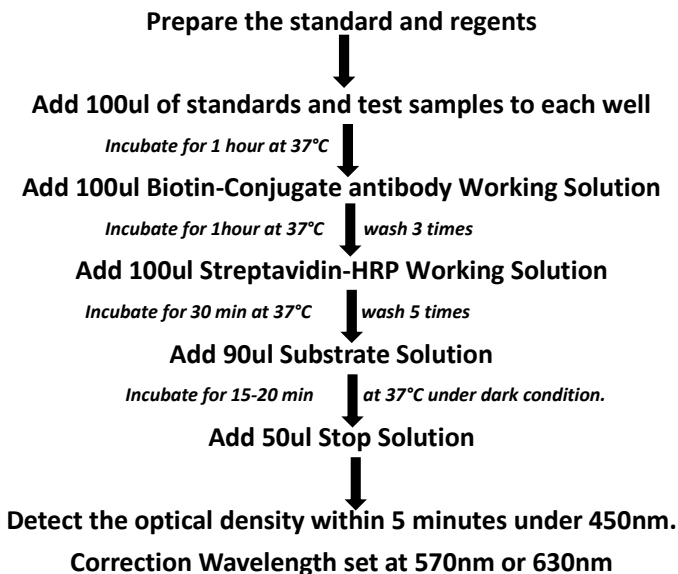 Prepare the standard and regents
Add 100ul of standards and test samples to each well
Incubate for 1 hour at 37°C
Add 100ul Biotin-Conjugate antibody Working Solution
Incubate for 1hour at 37°C wash 3 times
Add 100ul Streptavidin-HRP Working Solution
Incubate for 30 min at 37°C wash 5 times
Add 90ul Substrate Solution
Incubate for 15-20 min at 37°C under dark condition.
Add 50ul Stop Solution
Detect the optical density within 5 minutes under 450nm.
Correction Wavelength set at 570nm or 630nm